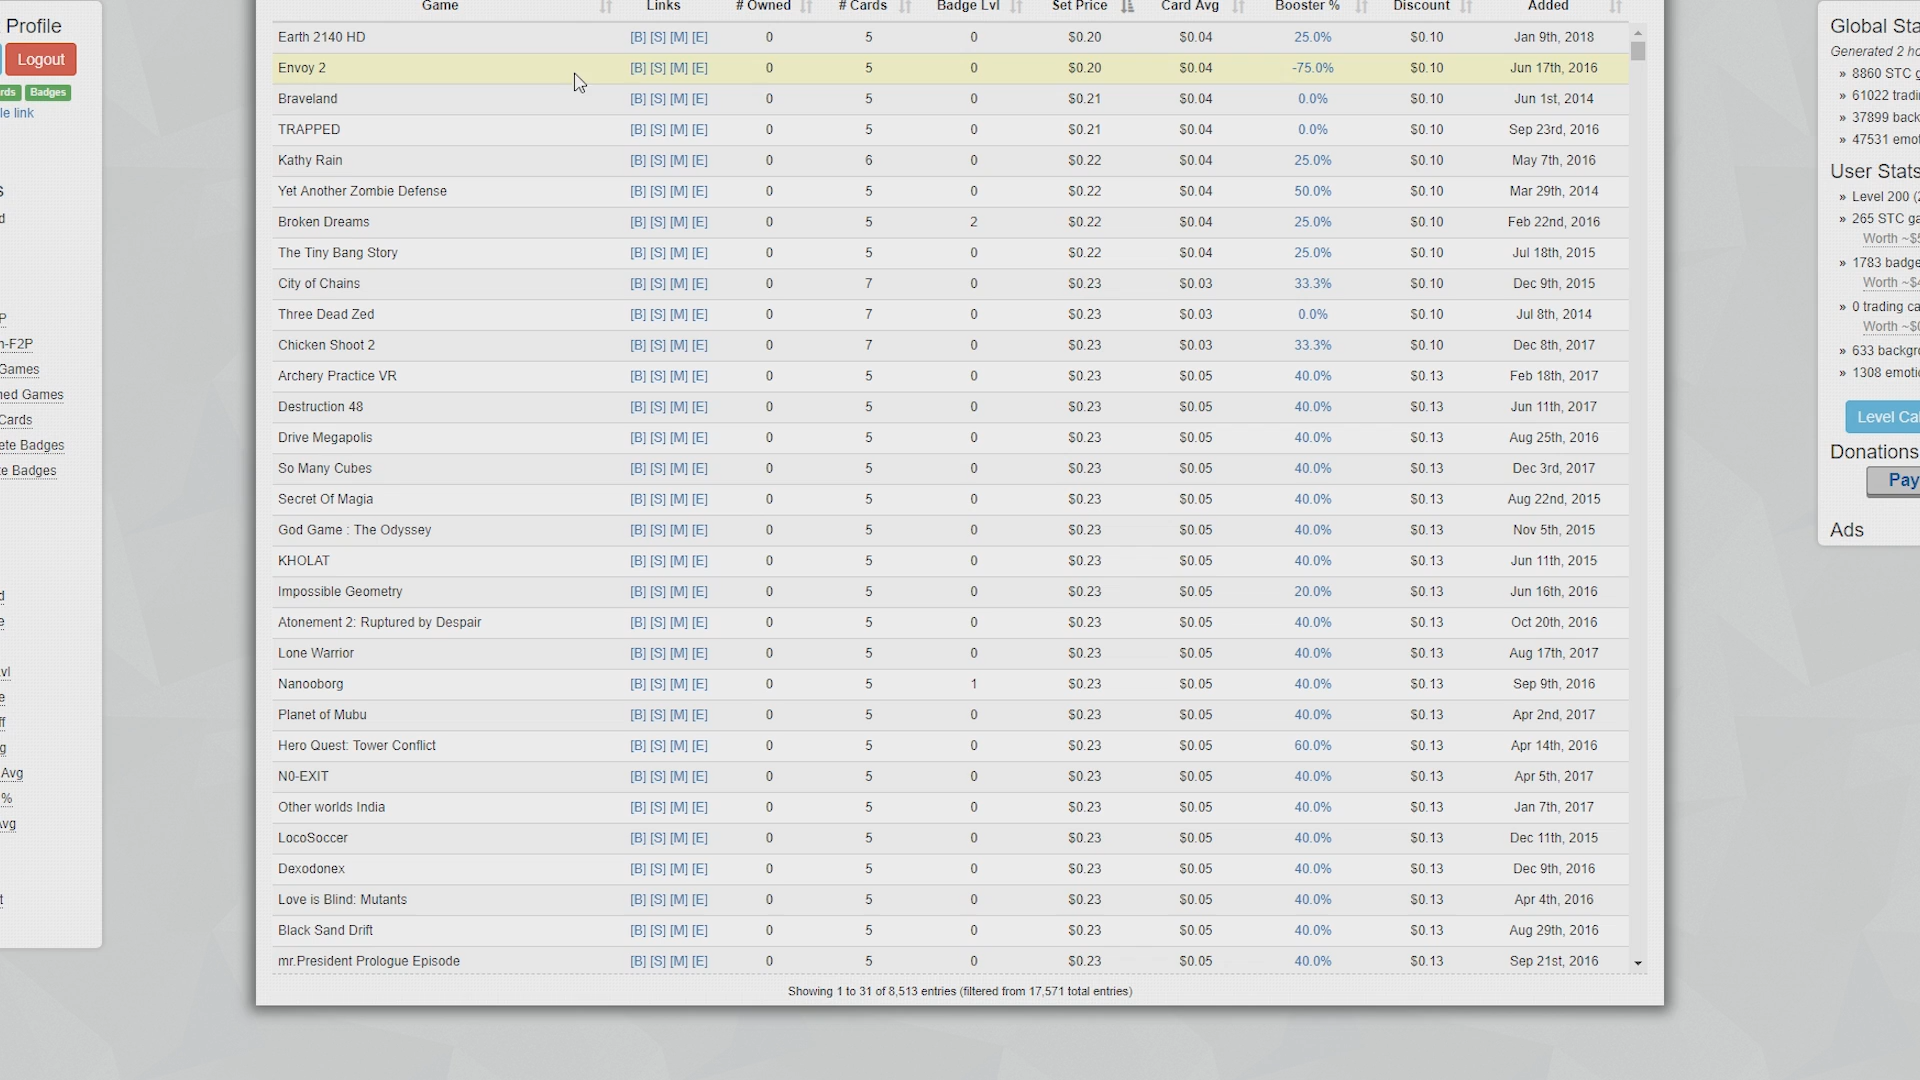 Profile
Logout
rds Badges
le link
s
d
P
n-F2P
Games
ned Games
Cards
ete Badges
te Badges
d
e
vl
e
ff
g
Avg
%
Avg
t
Game Links # Owned # Cards Badge Lvl Set Price Card Avg Booster % Discount Added
Earth 2140 HD [B] [S] [M] [E] 0 5 0 $0.20 $0.04 25.0% $0.10 Jan 9th, 2018
Envoy 2 [B] [S] [M] [E] 0 5 0 $0.20 $0.04 -75.0% $0.10 Jun 17th, 2016
Braveland [B] [S] [M] [E] 0 5 0 $0.21 $0.04 0.0% $0.10 Jun 1st, 2014
TRAPPED [B] [S] [M] [E] 0 5 0 $0.21 $0.04 0.0% $0.10 Sep 23rd, 2016
Kathy Rain [B] [S] [M] [E] 0 6 0 $0.22 $0.04 25.0% $0.10 May 7th, 2016
Yet Another Zombie Defense [B] [S] [M] [E] 0 5 0 $0.22 $0.04 50.0% $0.10 Mar 29th, 2014
Broken Dreams [B] [S] [M] [E] 0 5 2 $0.22 $0.04 25.0% $0.10 Feb 22nd, 2016
The Tiny Bang Story [B] [S] [M] [E] 0 5 0 $0.22 $0.04 25.0% $0.10 Jul 18th, 2015
City of Chains [B] [S] [M] [E] 0 7 0 $0.23 $0.03 33.3% $0.10 Dec 9th, 2015
Three Dead Zed [B] [S] [M] [E] 0 7 0 $0.23 $0.03 0.0% $0.10 Jul 8th, 2014
Chicken Shoot 2 [B] [S] [M] [E] 0 7 0 $0.23 $0.03 33.3% $0.10 Dec 8th, 2017
Archery Practice VR [B] [S] [M] [E] 0 5 0 $0.23 $0.05 40.0% $0.13 Feb 18th, 2017
Destruction 48 [B] [S] [M] [E] 0 5 0 $0.23 $0.05 40.0% $0.13 Jun 11th, 2017
Drive Megapolis [B] [S] [M] [E] 0 5 0 $0.23 $0.05 40.0% $0.13 Aug 25th, 2016
So Many Cubes [B] [S] [M] [E] 0 5 0 $0.23 $0.05 40.0% $0.13 Dec 3rd, 2017
Secret Of Magia [B] [S] [M] [E] 0 5 0 $0.23 $0.05 40.0% $0.13 Aug 22nd, 2015
God Game : The Odyssey [B] [S] [M] [E] 0 5 0 $0.23 $0.05 40.0% $0.13 Nov 5th, 2015
KHOLAT [B] [S] [M] [E] 0 5 0 $0.23 $0.05 40.0% $0.13 Jun 11th, 2015
Impossible Geometry [B] [S] [M] [E] 0 5 0 $0.23 $0.05 20.0% $0.13 Jun 16th, 2016
Atonement 2: Ruptured by Despair [B] [S] [M] [E] 0 5 0 $0.23 $0.05 40.0% $0.13 Oct 20th, 2016
Lone Warrior [B] [S] [M] [E] 0 5 0 $0.23 $0.05 40.0% $0.13 Aug 17th, 2017
Nanooborg [B] [S] [M] [E] 0 5 1 $0.23 $0.05 40.0% $0.13 Sep 9th, 2016
Planet of Mubu [B] [S] [M] [E] 0 5 0 $0.23 $0.05 40.0% $0.13 Apr 2nd, 2017
Hero Quest: Tower Conflict [B] [S] [M] [E] 0 5 0 $0.23 $0.05 60.0% $0.13 Apr 14th, 2016
N0-EXIT [B] [S] [M] [E] 0 5 0 $0.23 $0.05 40.0% $0.13 Apr 5th, 2017
Other worlds India [B] [S] [M] [E] 0 5 0 $0.23 $0.05 40.0% $0.13 Jan 7th, 2017
LocoSoccer [B] [S] [M] [E] 0 5 0 $0.23 $0.05 40.0% $0.13 Dec 11th, 2015
Dexodonex [B] [S] [M] [E] 0 5 0 $0.23 $0.05 40.0% $0.13 Dec 9th, 2016
Love is Blind: Mutants [B] [S] [M] [E] 0 5 0 $0.23 $0.05 40.0% $0.13 Apr 4th, 2016
Black Sand Drift [B] [S] [M] [E] 0 5 0 $0.23 $0.05 40.0% $0.13 Aug 29th, 2016
mr.President Prologue Episode [B] [S] [M] [E] 0 5 0 $0.23 $0.05 40.0% $0.13 Sep 21st, 2016
Showing 1 to 31 of 8,513 entries (filtered from 17,571 total entries)
Global Sta
Generated 2 ho
» 8860 STC g
» 61022 tradi
» 37899 back
» 47531 emot
User Stats
» Level 200 (2
» 265 STC ga
Worth ~$5
» 1783 badge
Worth ~$4
» 0 trading ca
Worth ~$0
» 633 backgro
» 1308 emotic
Level Cal
Donations
Pay
Ads